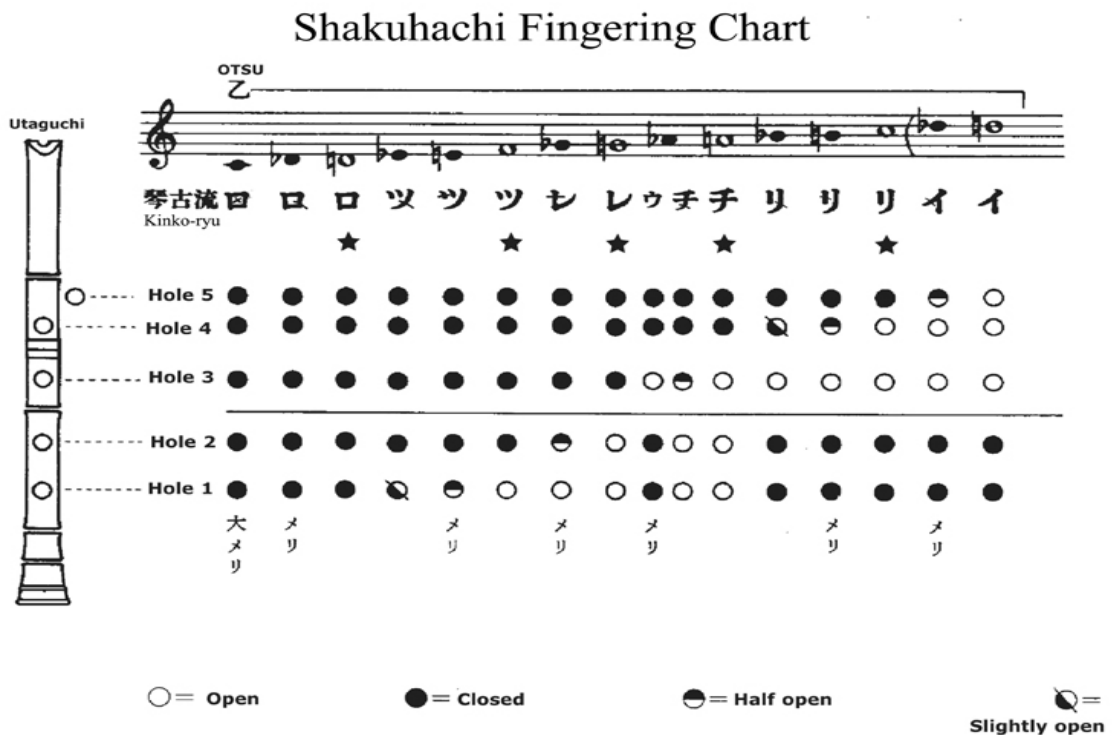 Shakuhachi Fingering Chart
OTSU
乙
Utaguchi
琴古流 ロ ロ ロ ツ ツ ツ レ レ ゥ チ チ リ リ リ イ イ
Kinko-ryu
Hole 5
Hole 4
Hole 3
Hole 2
Hole 1
大メリ メリ メリ メリ メリ メリ メリ
= Open = Closed = Half open =
Slightly open